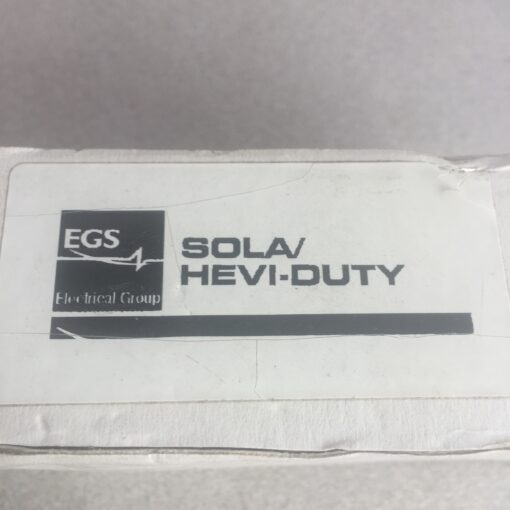 EGS
Electrical Group
SOLA/
HEVI-DUTY